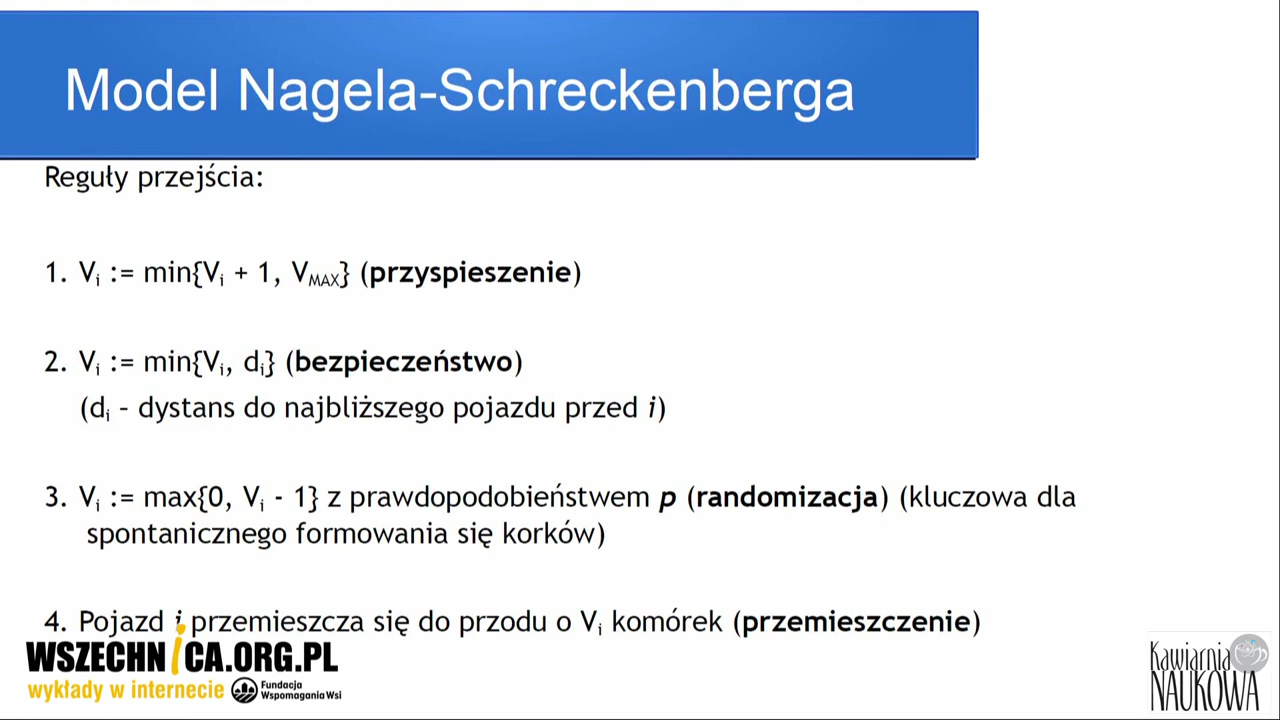 Model Nagela-Schreckenberga
Reguły przejścia:
1. Vi := min{Vi + 1, VMAX} (przyspieszenie)
2. Vi := min{Vi, di} (bezpieczeństwo)
(di – dystans do najbliższego pojazdu przed i)
3. Vi := max{0, Vi - 1} z prawdopodobieństwem p (randomizacja) (kluczowa dla
spontanicznego formowania się korków)
4. Pojazd i przemieszcza się do przodu o Vi komórek (przemieszczenie)
WSZECHNiCA.ORG.PL
wykłady w internecie
Fundacja
Wspomagania Wsi
Kawiarnia
NAUKOWA